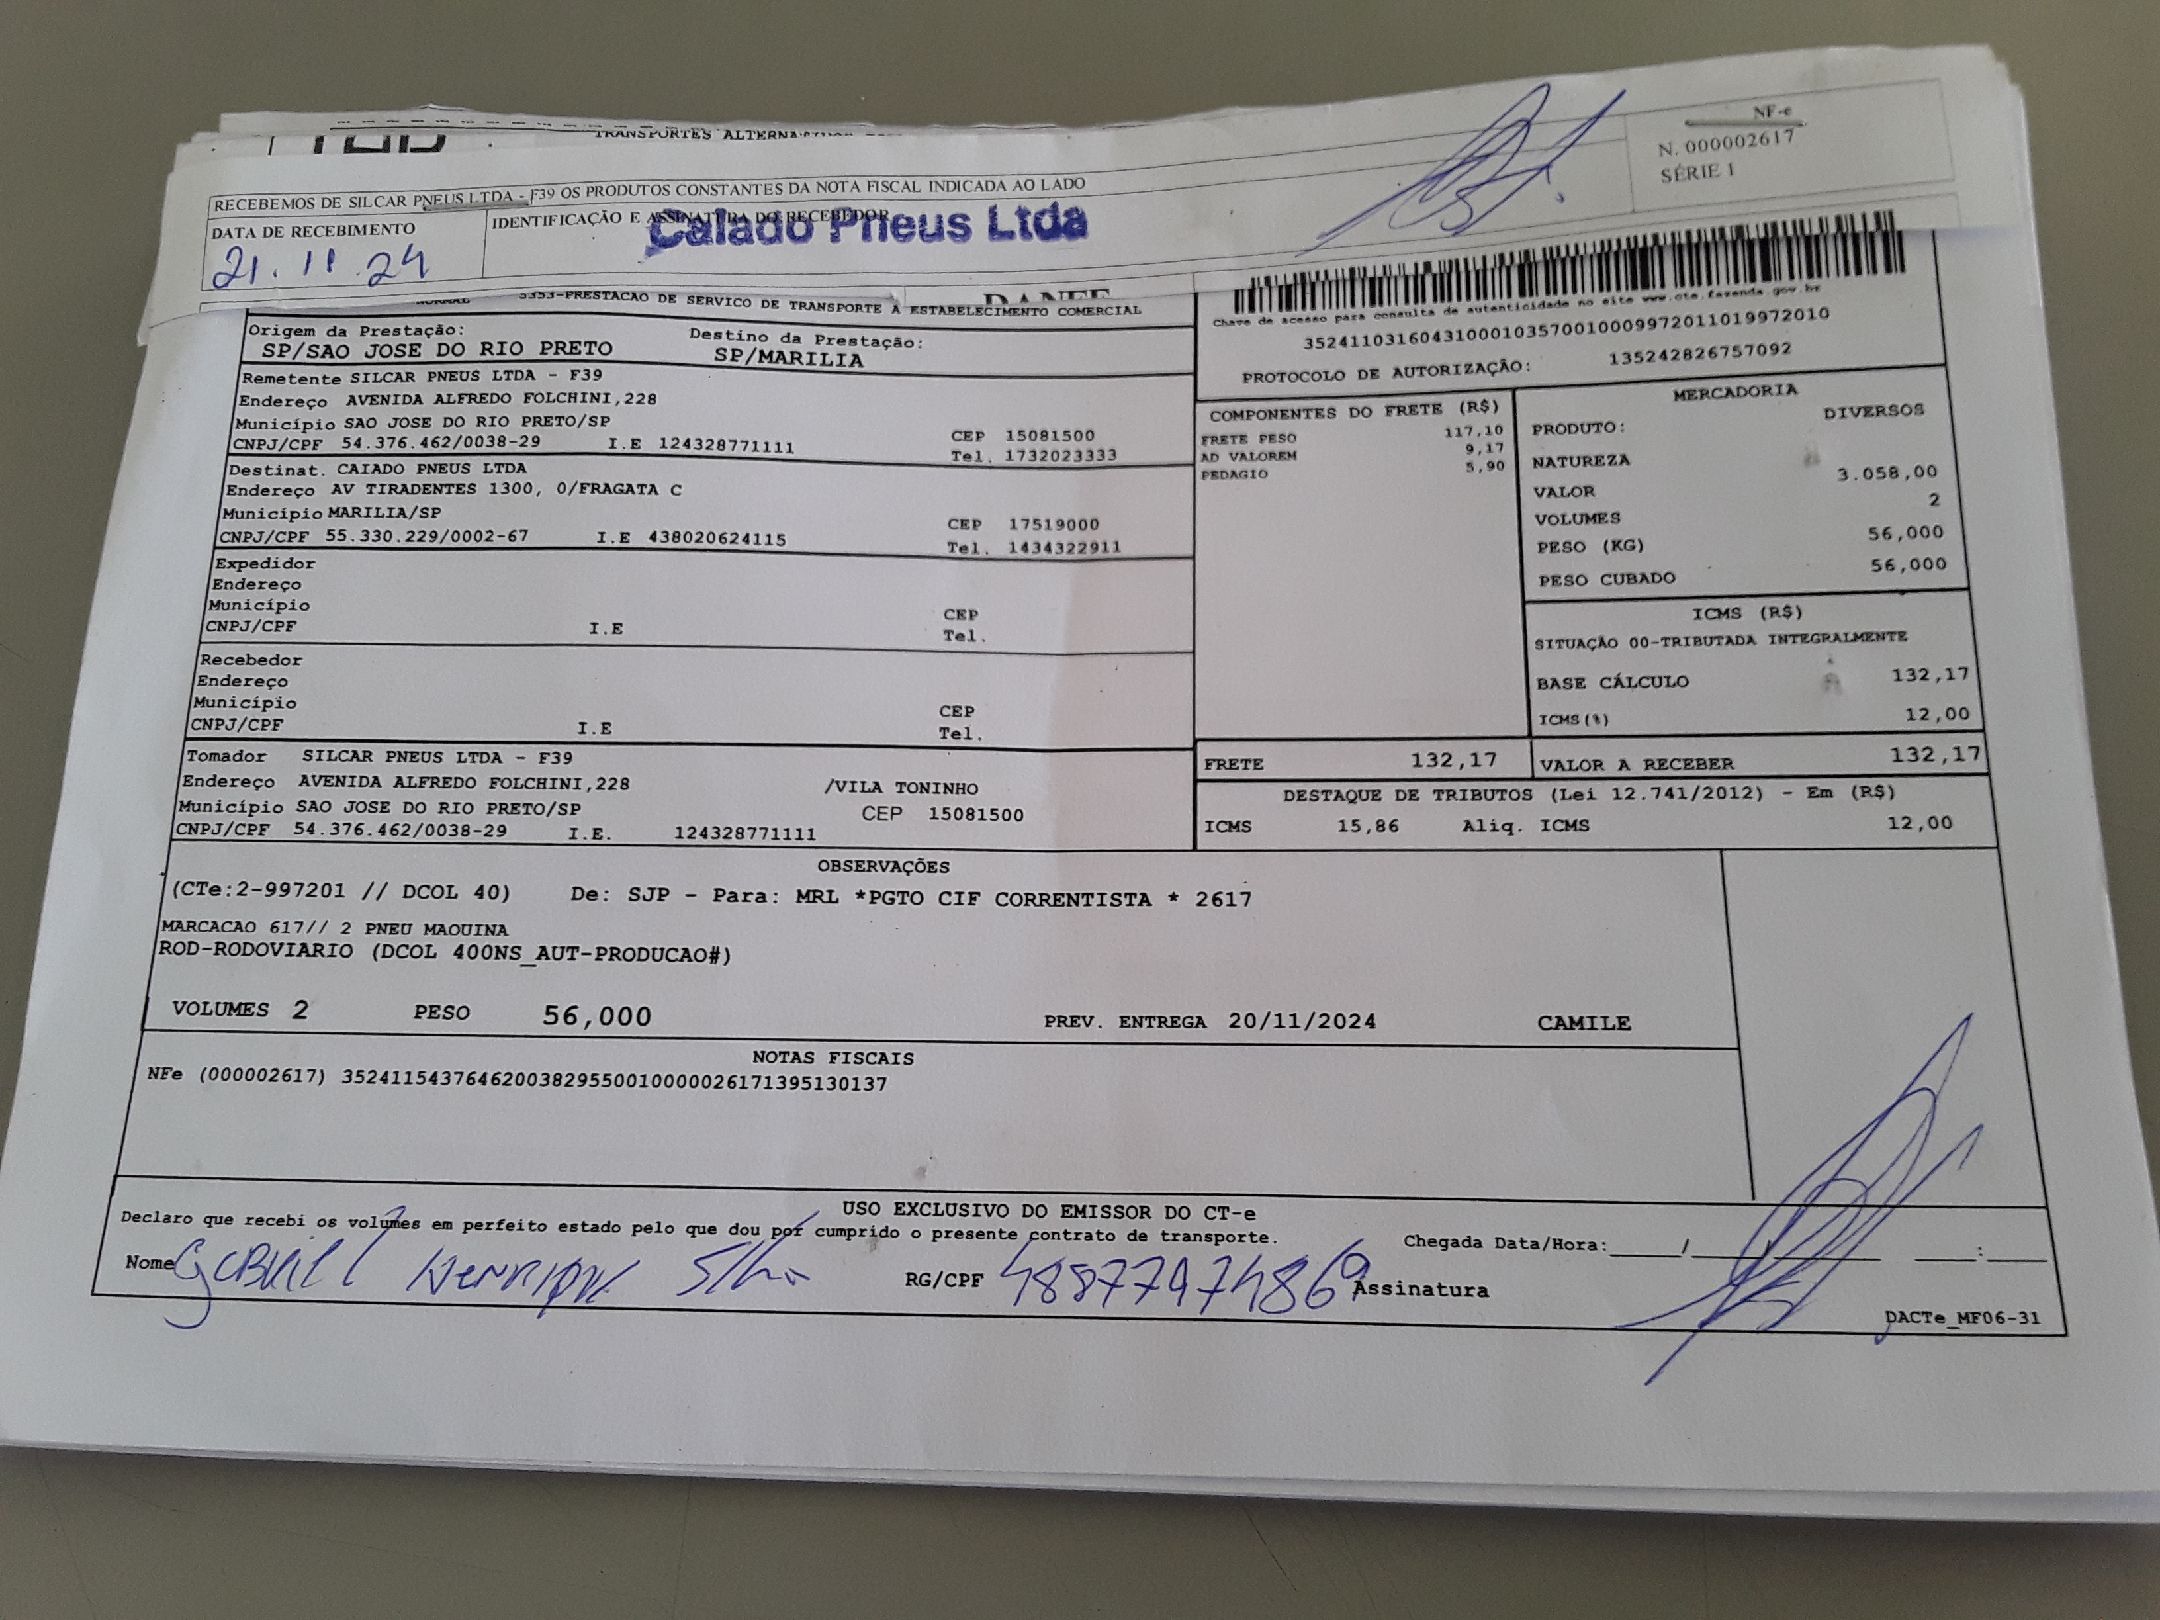 TRANSPORTES
NF-e
N. 000002617
SÉRIE 1
RECEBEMOS DE SILCAR PNEUS LTDA - F39 OS PRODUTOS CONSTANTES DA NOTA FISCAL INDICADA AO LADO
DATA DE RECEBIMENTO
IDENTIFICAÇÃO E ASSINATURA DO RECEBEDOR
21.11.24
Caiado Pneus Ltda
DANFE
NORMAL 5353-PRESTACAO DE SERVICO DE TRANSPORTE A ESTABELECIMENTO COMERCIAL
Chave de acesso para consulta de autenticidade no site www.cte.fazenda.gov.br
35241103160431000103570010009972011019972010
PROTOCOLO DE AUTORIZAÇÃO: 135242826757092
Origem da Prestação: Destino da Prestação:
SP/SAO JOSE DO RIO PRETO SP/MARILIA
Remetente SILCAR PNEUS LTDA - F39
Endereço AVENIDA ALFREDO FOLCHINI,228
Município SAO JOSE DO RIO PRETO/SP CEP 15081500
CNPJ/CPF 54.376.462/0038-29 I.E 124328771111 Tel. 1732023333
Destinat. CAIADO PNEUS LTDA
Endereço AV TIRADENTES 1300, 0/FRAGATA C
Município MARILIA/SP CEP 17519000
CNPJ/CPF 55.330.229/0002-67 I.E 438020624115 Tel. 1434322911
Expedidor
Endereço
Município CEP
CNPJ/CPF I.E Tel.
Recebedor
Endereço
Município CEP
CNPJ/CPF I.E Tel.
Tomador SILCAR PNEUS LTDA - F39
Endereço AVENIDA ALFREDO FOLCHINI,228 /VILA TONINHO
Município SAO JOSE DO RIO PRETO/SP CEP 15081500
CNPJ/CPF 54.376.462/0038-29 I.E. 124328771111
COMPONENTES DO FRETE (R$)
FRETE PESO 117,10
AD VALOREM 9,17
PEDAGIO 5,90
MERCADORIA
PRODUTO: DIVERSOS
NATUREZA
VALOR 3.058,00
VOLUMES 2
PESO (KG) 56,000
PESO CUBADO 56,000
ICMS (R$)
SITUAÇÃO 00-TRIBUTADA INTEGRALMENTE
BASE CÁLCULO 132,17
ICMS(%) 12,00
FRETE 132,17 VALOR A RECEBER 132,17
DESTAQUE DE TRIBUTOS (Lei 12.741/2012) - Em (R$)
ICMS 15,86 Aliq. ICMS 12,00
OBSERVAÇÕES
(CTe:2-997201 // DCOL 40) De: SJP - Para: MRL *PGTO CIF CORRENTISTA * 2617
MARCACAO 617// 2 PNEU MAQUINA
ROD-RODOVIARIO (DCOL 400NS_AUT-PRODUCAO#)
VOLUMES 2 PESO 56,000 PREV. ENTREGA 20/11/2024 CAMILE
NOTAS FISCAIS
NFe (000002617) 35241154376462003829550010000026171395130137
USO EXCLUSIVO DO EMISSOR DO CT-e
Declaro que recebi os volumes em perfeito estado pelo que dou por cumprido o presente contrato de transporte. Chegada Data/Hora:____/____/____ ____:____
Nome Gabriel Henrique Silva RG/CPF 48877974869 Assinatura
DACTe_MF06-31